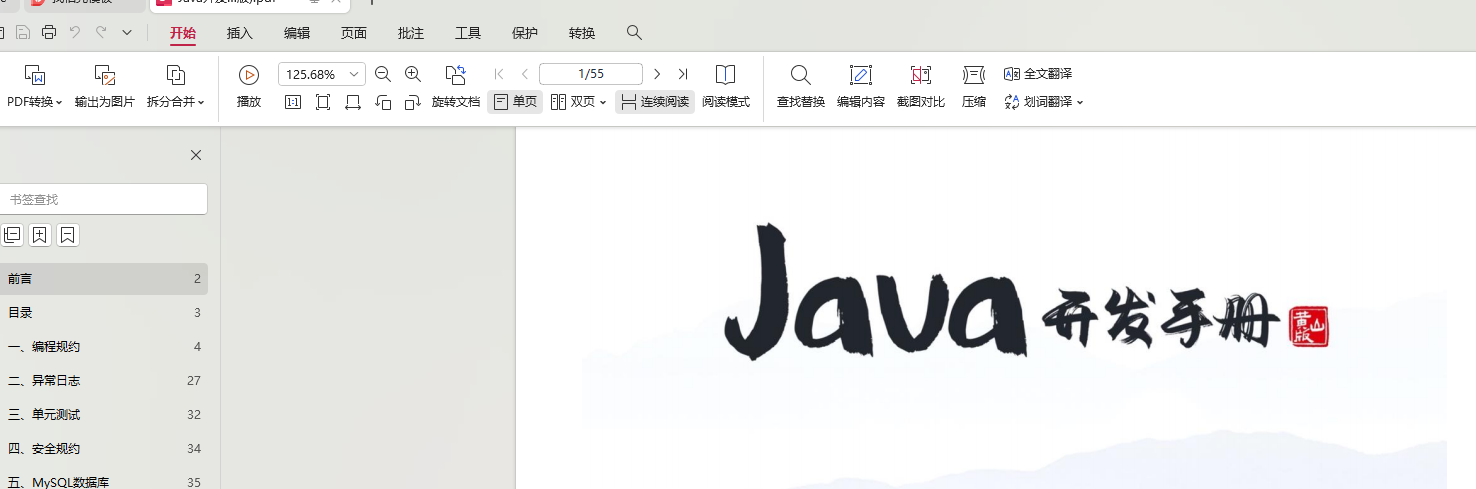 开始 插入 编辑 页面 批注 工具 保护 转换
125.68% 1/55 全文翻译
PDF转换 输出为图片 拆分合并 播放 1:1 旋转文档 单页 双页 连续阅读 阅读模式 查找替换 编辑内容 截图对比 压缩 划词翻译
书签查找
前言 2
目录 3
一、编程规约 4
二、异常日志 27
三、单元测试 32
四、安全规约 34
五、MySQL数据库 35
Java 开发手册 黄山版